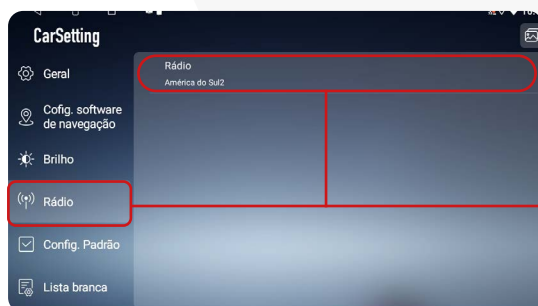 CarSetting
Geral
Cofig. software
de navegação
Brilho
Rádio
Config. Padrão
Lista branca
Rádio
América do Sul2